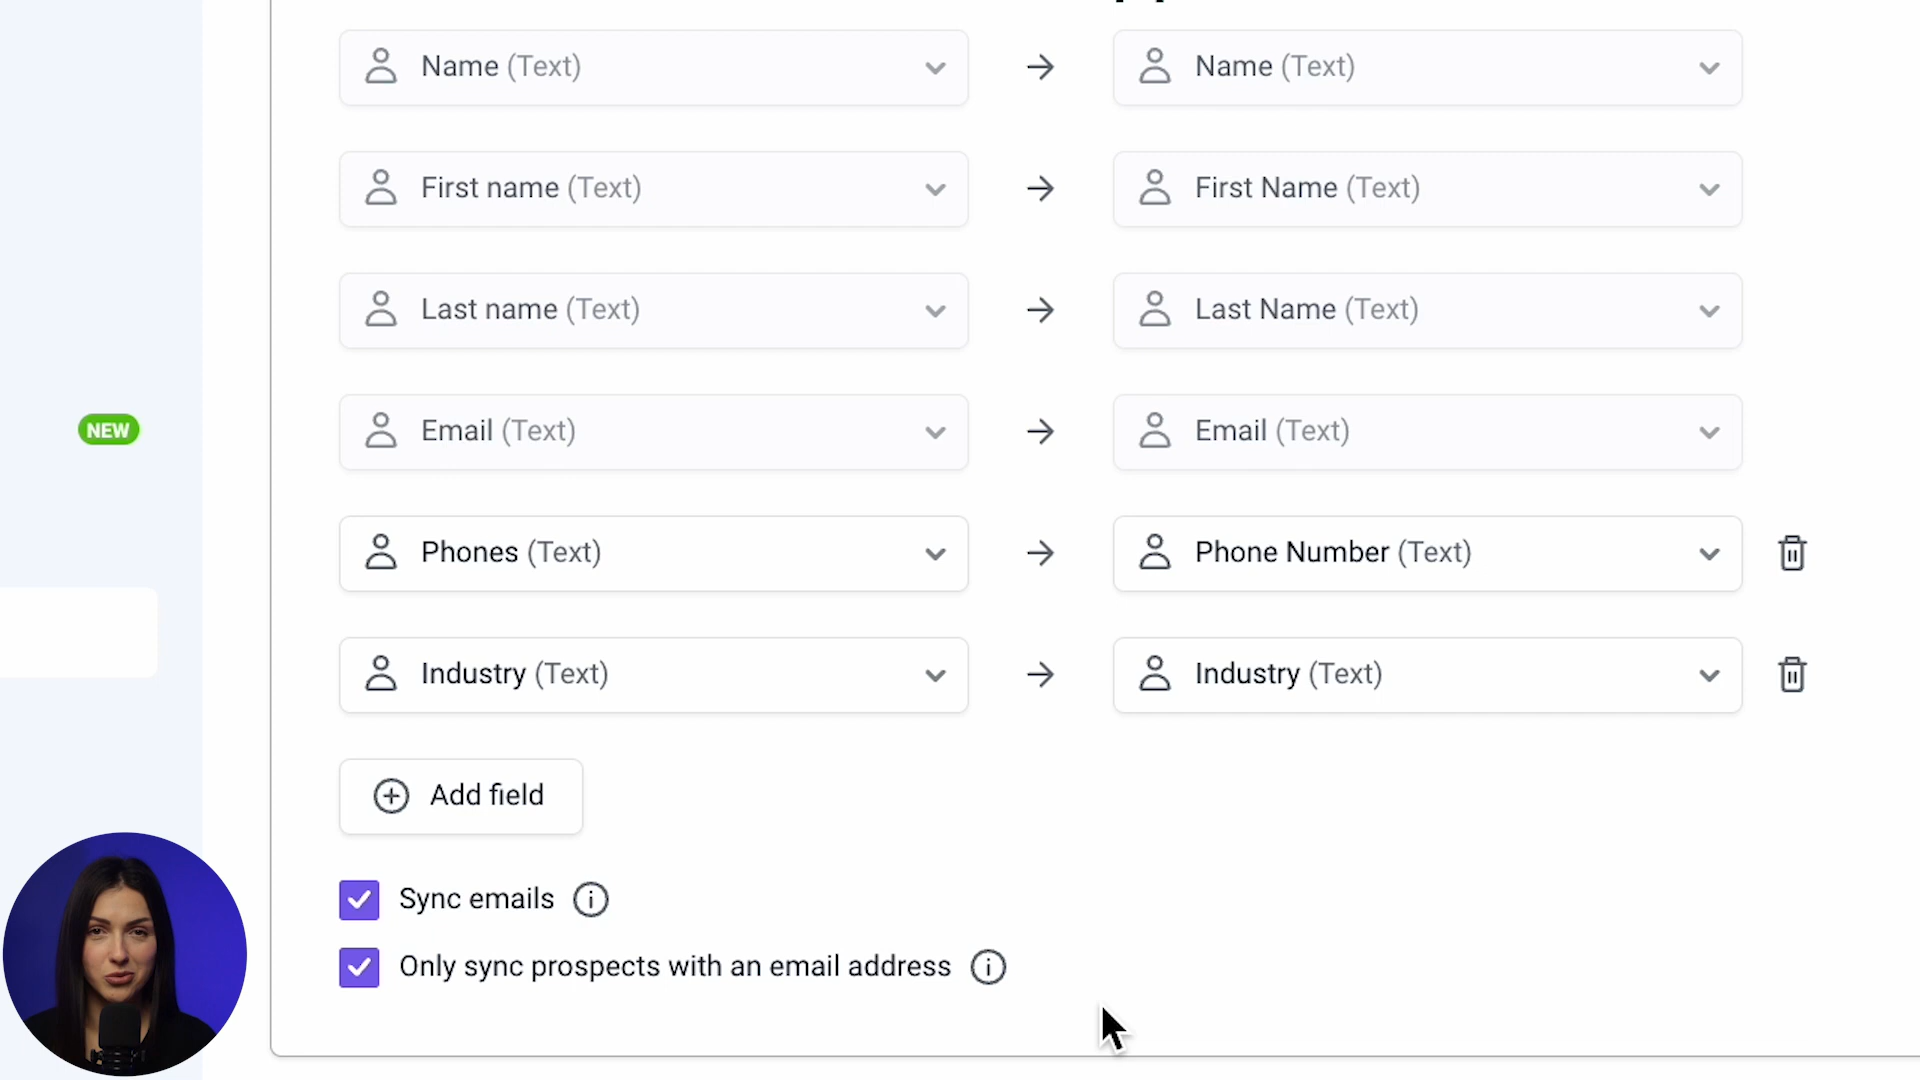 Name (Text) Name (Text)
First name (Text) First Name (Text)
Last name (Text) Last Name (Text)
NEW
Email (Text) Email (Text)
Phones (Text) Phone Number (Text)
Industry (Text) Industry (Text)
Add field
Sync emails
Only sync prospects with an email address